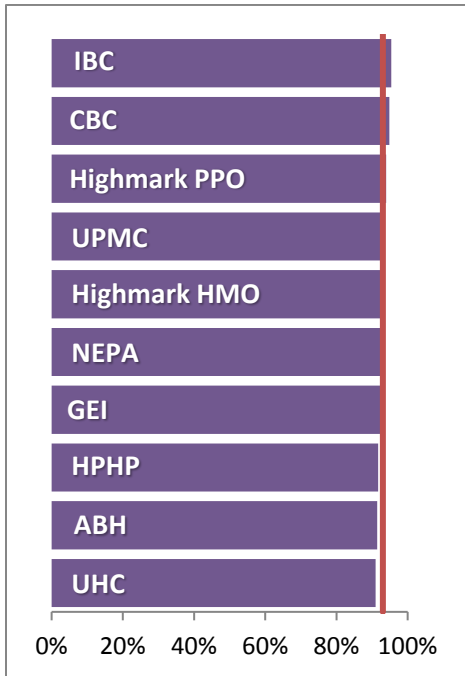 IBC
CBC
Highmark PPO
UPMC
Highmark HMO
NEPA
GEI
HPHP
ABH
UHC
0% 20% 40% 60% 80% 100%